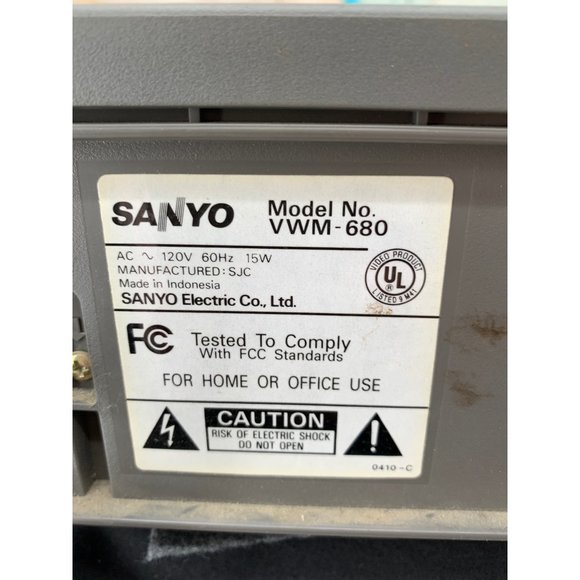 SANYO
Model No.
VWM-680
AC ~ 120V 60Hz 15W
MANUFACTURED: SJC
Made in Indonesia
SANYO Electric Co., Ltd.
VIDEO PRODUCT
UL
LISTED 9M41
FC Tested To Comply
With FCC Standards
FOR HOME OR OFFICE USE
CAUTION
RISK OF ELECTRIC SHOCK
DO NOT OPEN
0410-C